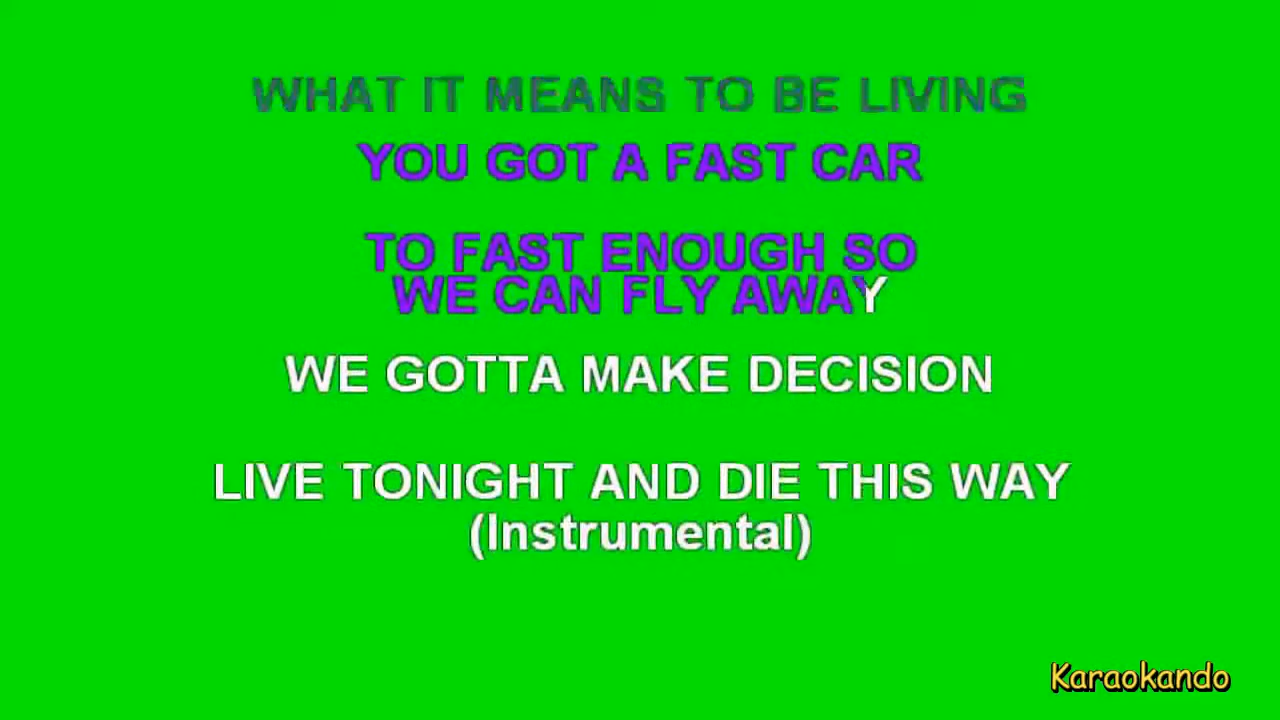 WHAT IT MEANS TO BE LIVING
YOU GOT A FAST CAR
TO FAST ENOUGH SO
WE CAN FLY AWAY
WE GOTTA MAKE DECISION
LIVE TONIGHT AND DIE THIS WAY
(Instrumental)
Karaokando